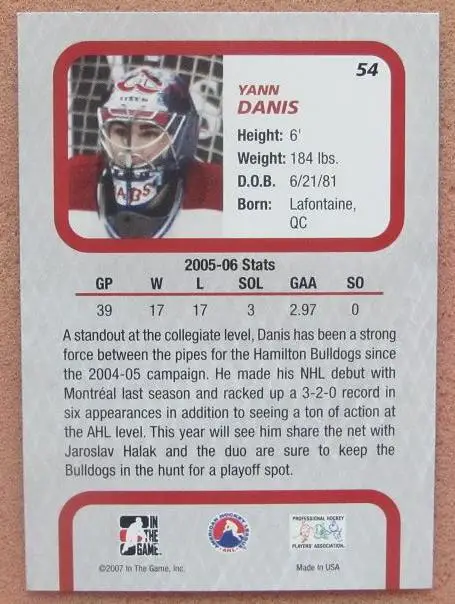 54
YANN
DANIS
Height: 6'
Weight: 184 lbs.
D.O.B. 6/21/81
Born: Lafontaine,
QC
2005-06 Stats
GP W L SOL GAA SO
39 17 17 3 2.97 0
A standout at the collegiate level, Danis has been a strong
force between the pipes for the Hamilton Bulldogs since
the 2004-05 campaign. He made his NHL debut with
Montréal last season and racked up a 3-2-0 record in
six appearances in addition to seeing a ton of action at
the AHL level. This year will see him share the net with
Jaroslav Halak and the duo are sure to keep the
Bulldogs in the hunt for a playoff spot.
IN
THE
GAME.
AMERICAN HOCKEY LEAGUE
AHL
PROFESSIONAL HOCKEY
PLAYERS' ASSOCIATION
©2007 In The Game, Inc.
Made in USA